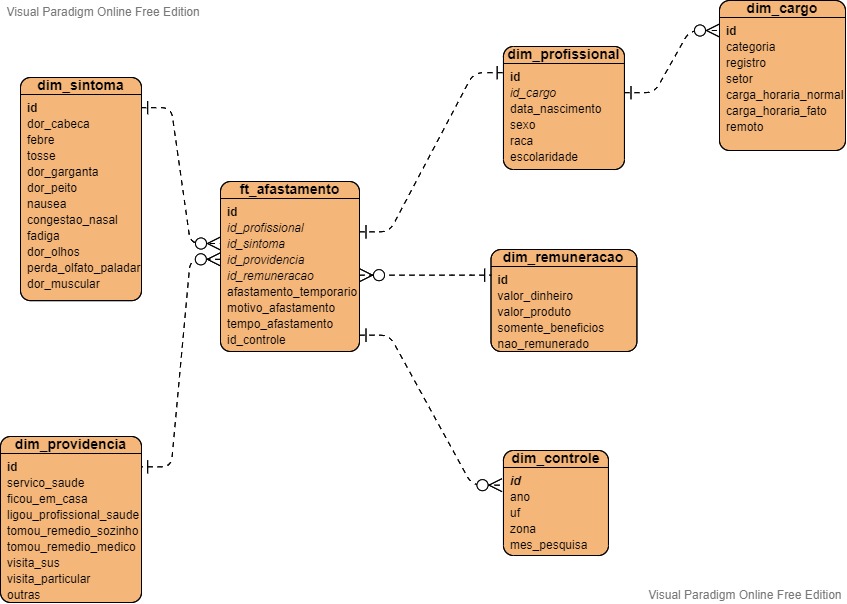 Visual Paradigm Online Free Edition
dim_sintoma
id
dor_cabeca
febre
tosse
dor_garganta
dor_peito
nausea
congestao_nasal
fadiga
dor_olhos
perda_olfato_paladar
dor_muscular
dim_providencia
id
servico_saude
ficou_em_casa
ligou_profissional_saude
tomou_remedio_sozinho
tomou_remedio_medico
visita_sus
visita_particular
outras
ft_afastamento
id
id_profissional
id_sintoma
id_providencia
id_remuneracao
afastamento_temporario
motivo_afastamento
tempo_afastamento
id_controle
dim_profissional
id
id_cargo
data_nascimento
sexo
raca
escolaridade
dim_cargo
id
categoria
registro
setor
carga_horaria_normal
carga_horaria_fato
remoto
dim_remuneracao
id
valor_dinheiro
valor_produto
somente_beneficios
nao_remunerado
dim_controle
id
ano
uf
zona
mes_pesquisa
Visual Paradigm Online Free Edition